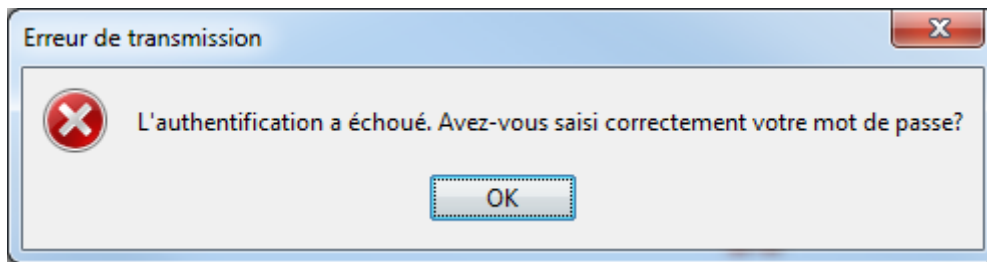 Erreur de transmission
L'authentification a échoué. Avez-vous saisi correctement votre mot de passe?
OK